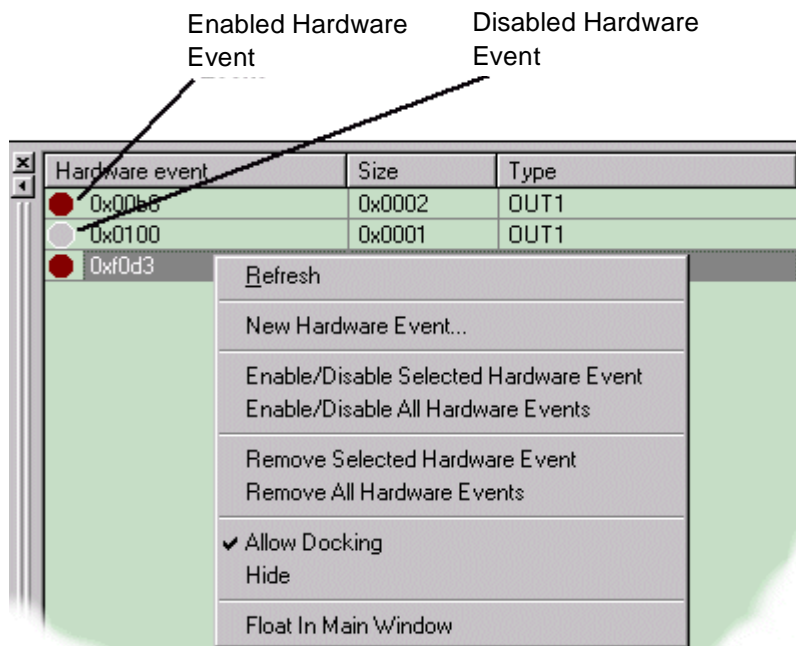 Enabled Hardware Event
Disabled Hardware Event
Hardware event Size Type
0x00b8 0x0002 OUT1
0x0100 0x0001 OUT1
0xf0d3
Refresh
New Hardware Event...
Enable/Disable Selected Hardware Event
Enable/Disable All Hardware Events
Remove Selected Hardware Event
Remove All Hardware Events
Allow Docking
Hide
Float In Main Window